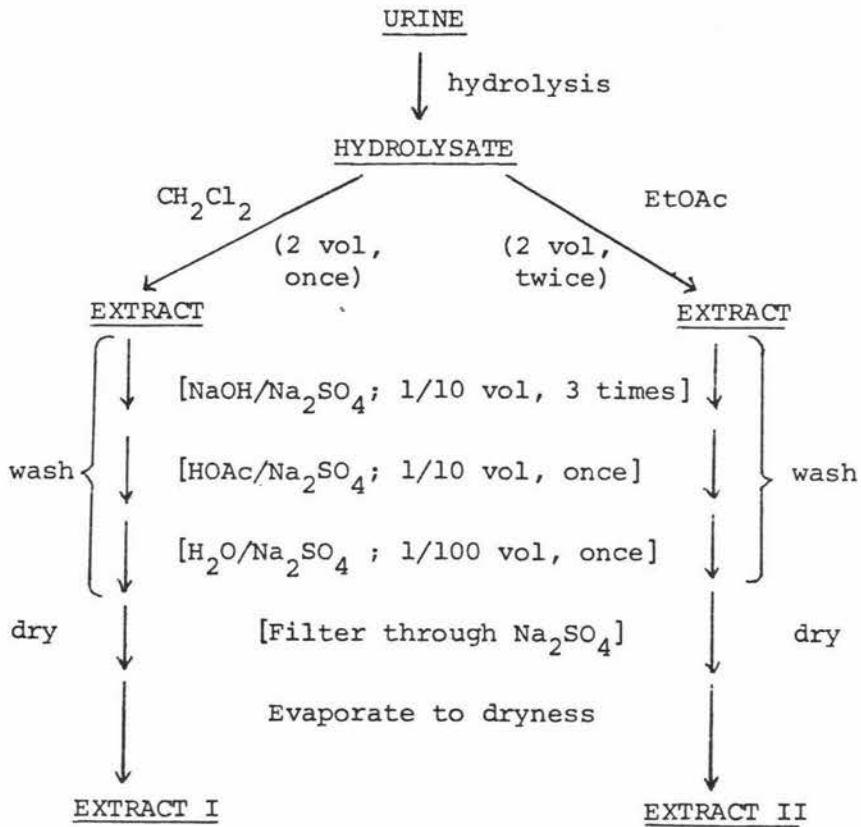 URINE
hydrolysis
HYDROLYSATE
CH₂Cl₂
EtOAc
(2 vol, once)
(2 vol, twice)
EXTRACT
EXTRACT
[NaOH/Na₂SO₄; 1/10 vol, 3 times]
wash
[HOAc/Na₂SO₄; 1/10 vol, once]
wash
[H₂O/Na₂SO₄ ; 1/100 vol, once]
dry
[Filter through Na₂SO₄]
dry
Evaporate to dryness
EXTRACT I
EXTRACT II